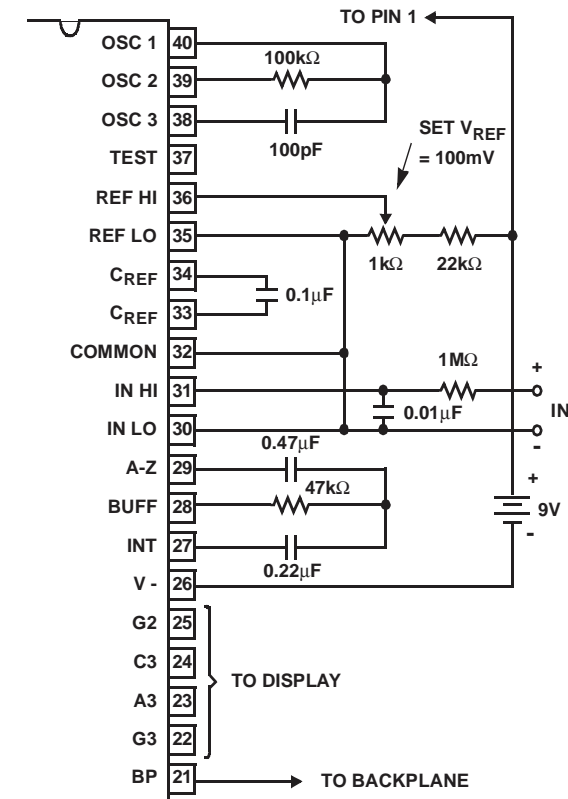 TO PIN 1
OSC 1 40
100kΩ
OSC 2 39
OSC 3 38
100pF
SET VREF
= 100mV
TEST 37
REF HI 36
REF LO 35
1kΩ 22kΩ
CREF 34
0.1μF
CREF 33
COMMON 32
1MΩ
+
IN HI 31
0.01μF
IN
IN LO 30
-
0.47μF
A-Z 29
+
47kΩ
BUFF 28
9V
-
INT 27
0.22μF
V - 26
G2 25
C3 24
TO DISPLAY
A3 23
G3 22
BP 21
TO BACKPLANE